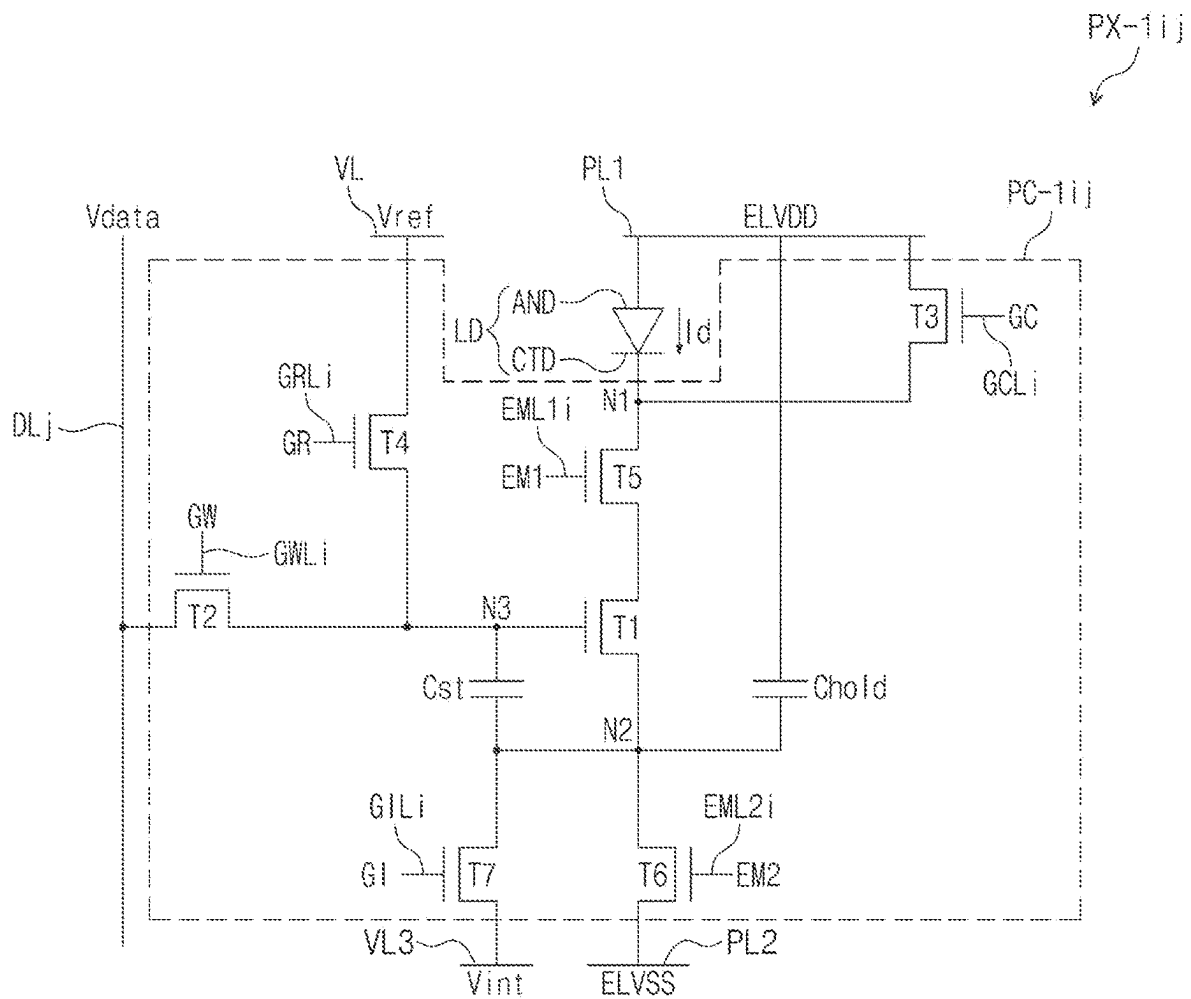 PX-1ij
VL
PL1
PC-1ij
Vdata
Vref
ELVDD
AND
LD
Id
T3
GC
CTD
GRLi
N1
GCLi
EML1i
DLj
GR
T4
EM1
T5
GW
GWLi
T2
N3
T1
Cst
Chold
N2
GILi
EML2i
GI
T7
T6
EM2
VL3
PL2
Vint
ELVSS